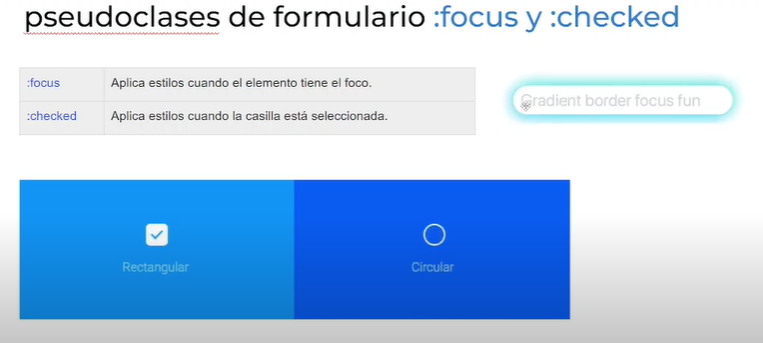 pseudoclases de formulario :focus y :checked
:focus Aplica estilos cuando el elemento tiene el foco.
:checked Aplica estilos cuando la casilla está seleccionada.
Gradient border focus fun
Rectangular
Circular